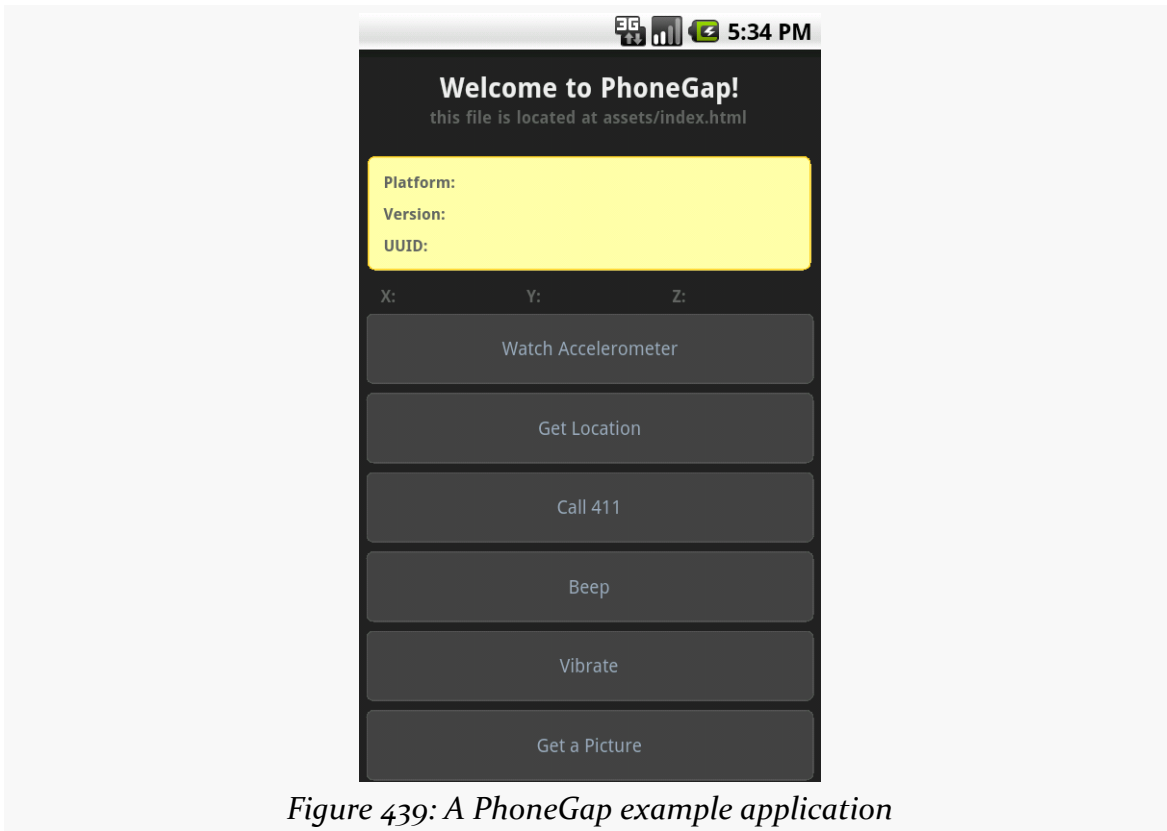 3G 5:34 PM
Welcome to PhoneGap!
this file is located at assets/index.html
Platform:
Version:
UUID:
X: Y: Z:
Watch Accelerometer
Get Location
Call 411
Beep
Vibrate
Get a Picture
Figure 439: A PhoneGap example application